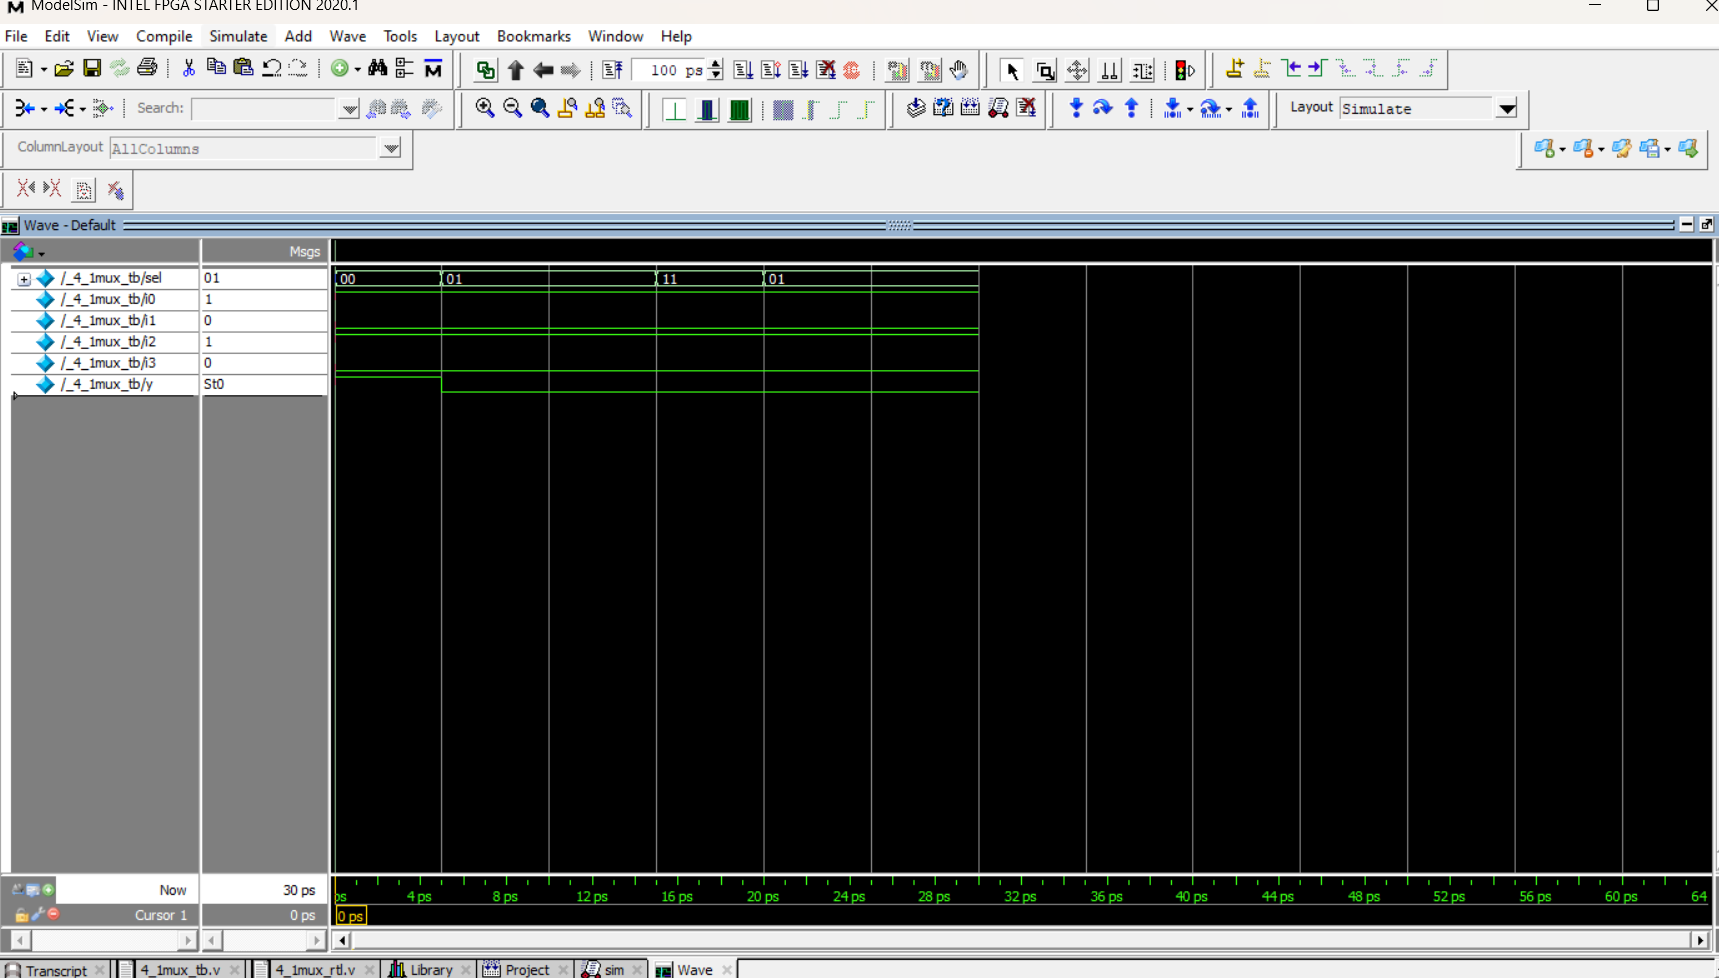 ModelSim - INTEL FPGA STARTER EDITION 2020.1
File Edit View Compile Simulate Add Wave Tools Layout Bookmarks Window Help
100 ps
Search:
Layout Simulate
ColumnLayout AllColumns
Wave - Default
Msgs
/_4_1mux_tb/sel 01 00 01 11 01
/_4_1mux_tb/i0 1
/_4_1mux_tb/i1 0
/_4_1mux_tb/i2 1
/_4_1mux_tb/i3 0
/_4_1mux_tb/y St0
Now 30 ps ps 4 ps 8 ps 12 ps 16 ps 20 ps 24 ps 28 ps 32 ps 36 ps 40 ps 44 ps 48 ps 52 ps 56 ps 60 ps 64
Cursor 1 0 ps 0 ps
Transcript 4_1mux_tb.v 4_1mux_rtl.v Library Project sim Wave